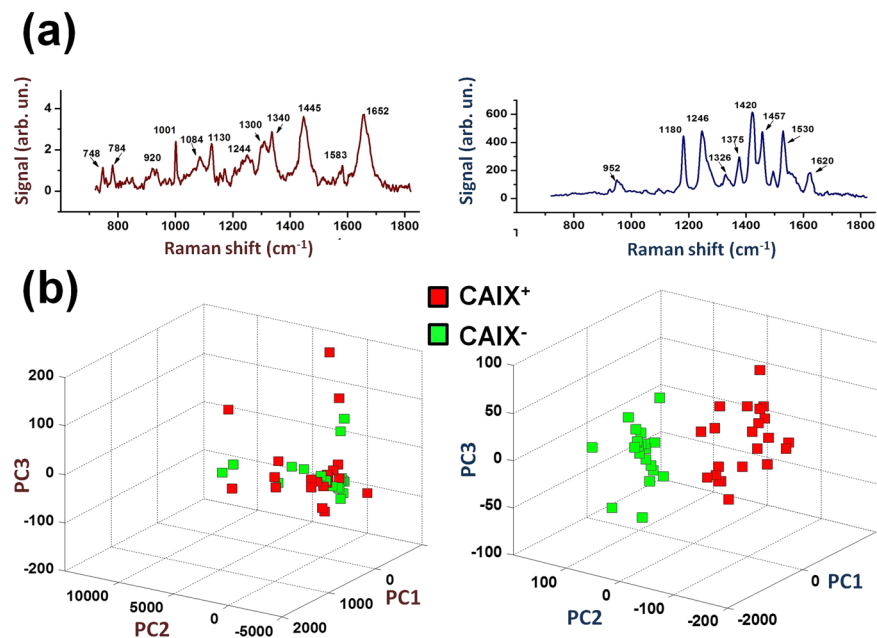 (a)
Signal (arb. un.)
4
2
0
748
784
920
1001
1084
1130
1244
1300
1340
1445
1583
1652
800 1000 1200 1400 1600 1800
Raman shift (cm-1)
Signal (arb. un.)
600
400
200
0
952
1180
1246
1326
1375
1420
1457
1530
1620
800 1000 1200 1400 1600 1800
Raman shift (cm-1)
(b)
CAIX+
CAIX-
PC3
200
100
0
-100
-200
10000 5000 0 -5000
PC2
2000 1000 0
PC1
PC3
100
50
0
-50
-100
100 0 -100 -200
PC2
-2000 0
PC1